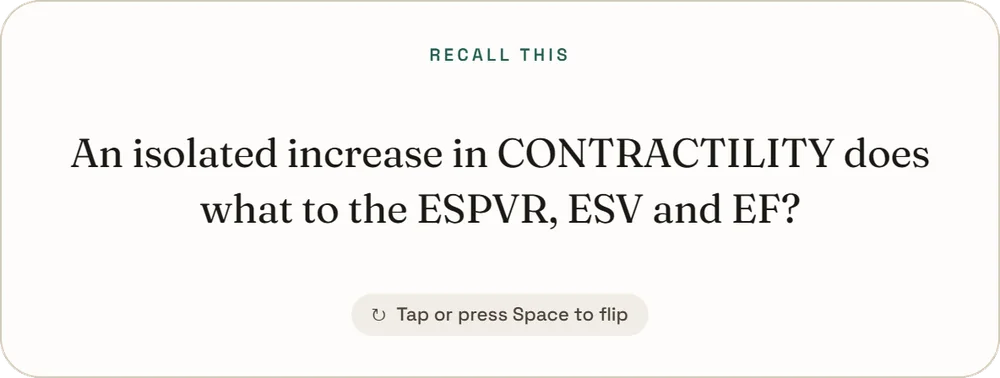 RECALL THIS
An isolated increase in CONTRACTILITY does
what to the ESPVR, ESV and EF?
↻ Tap or press Space to flip